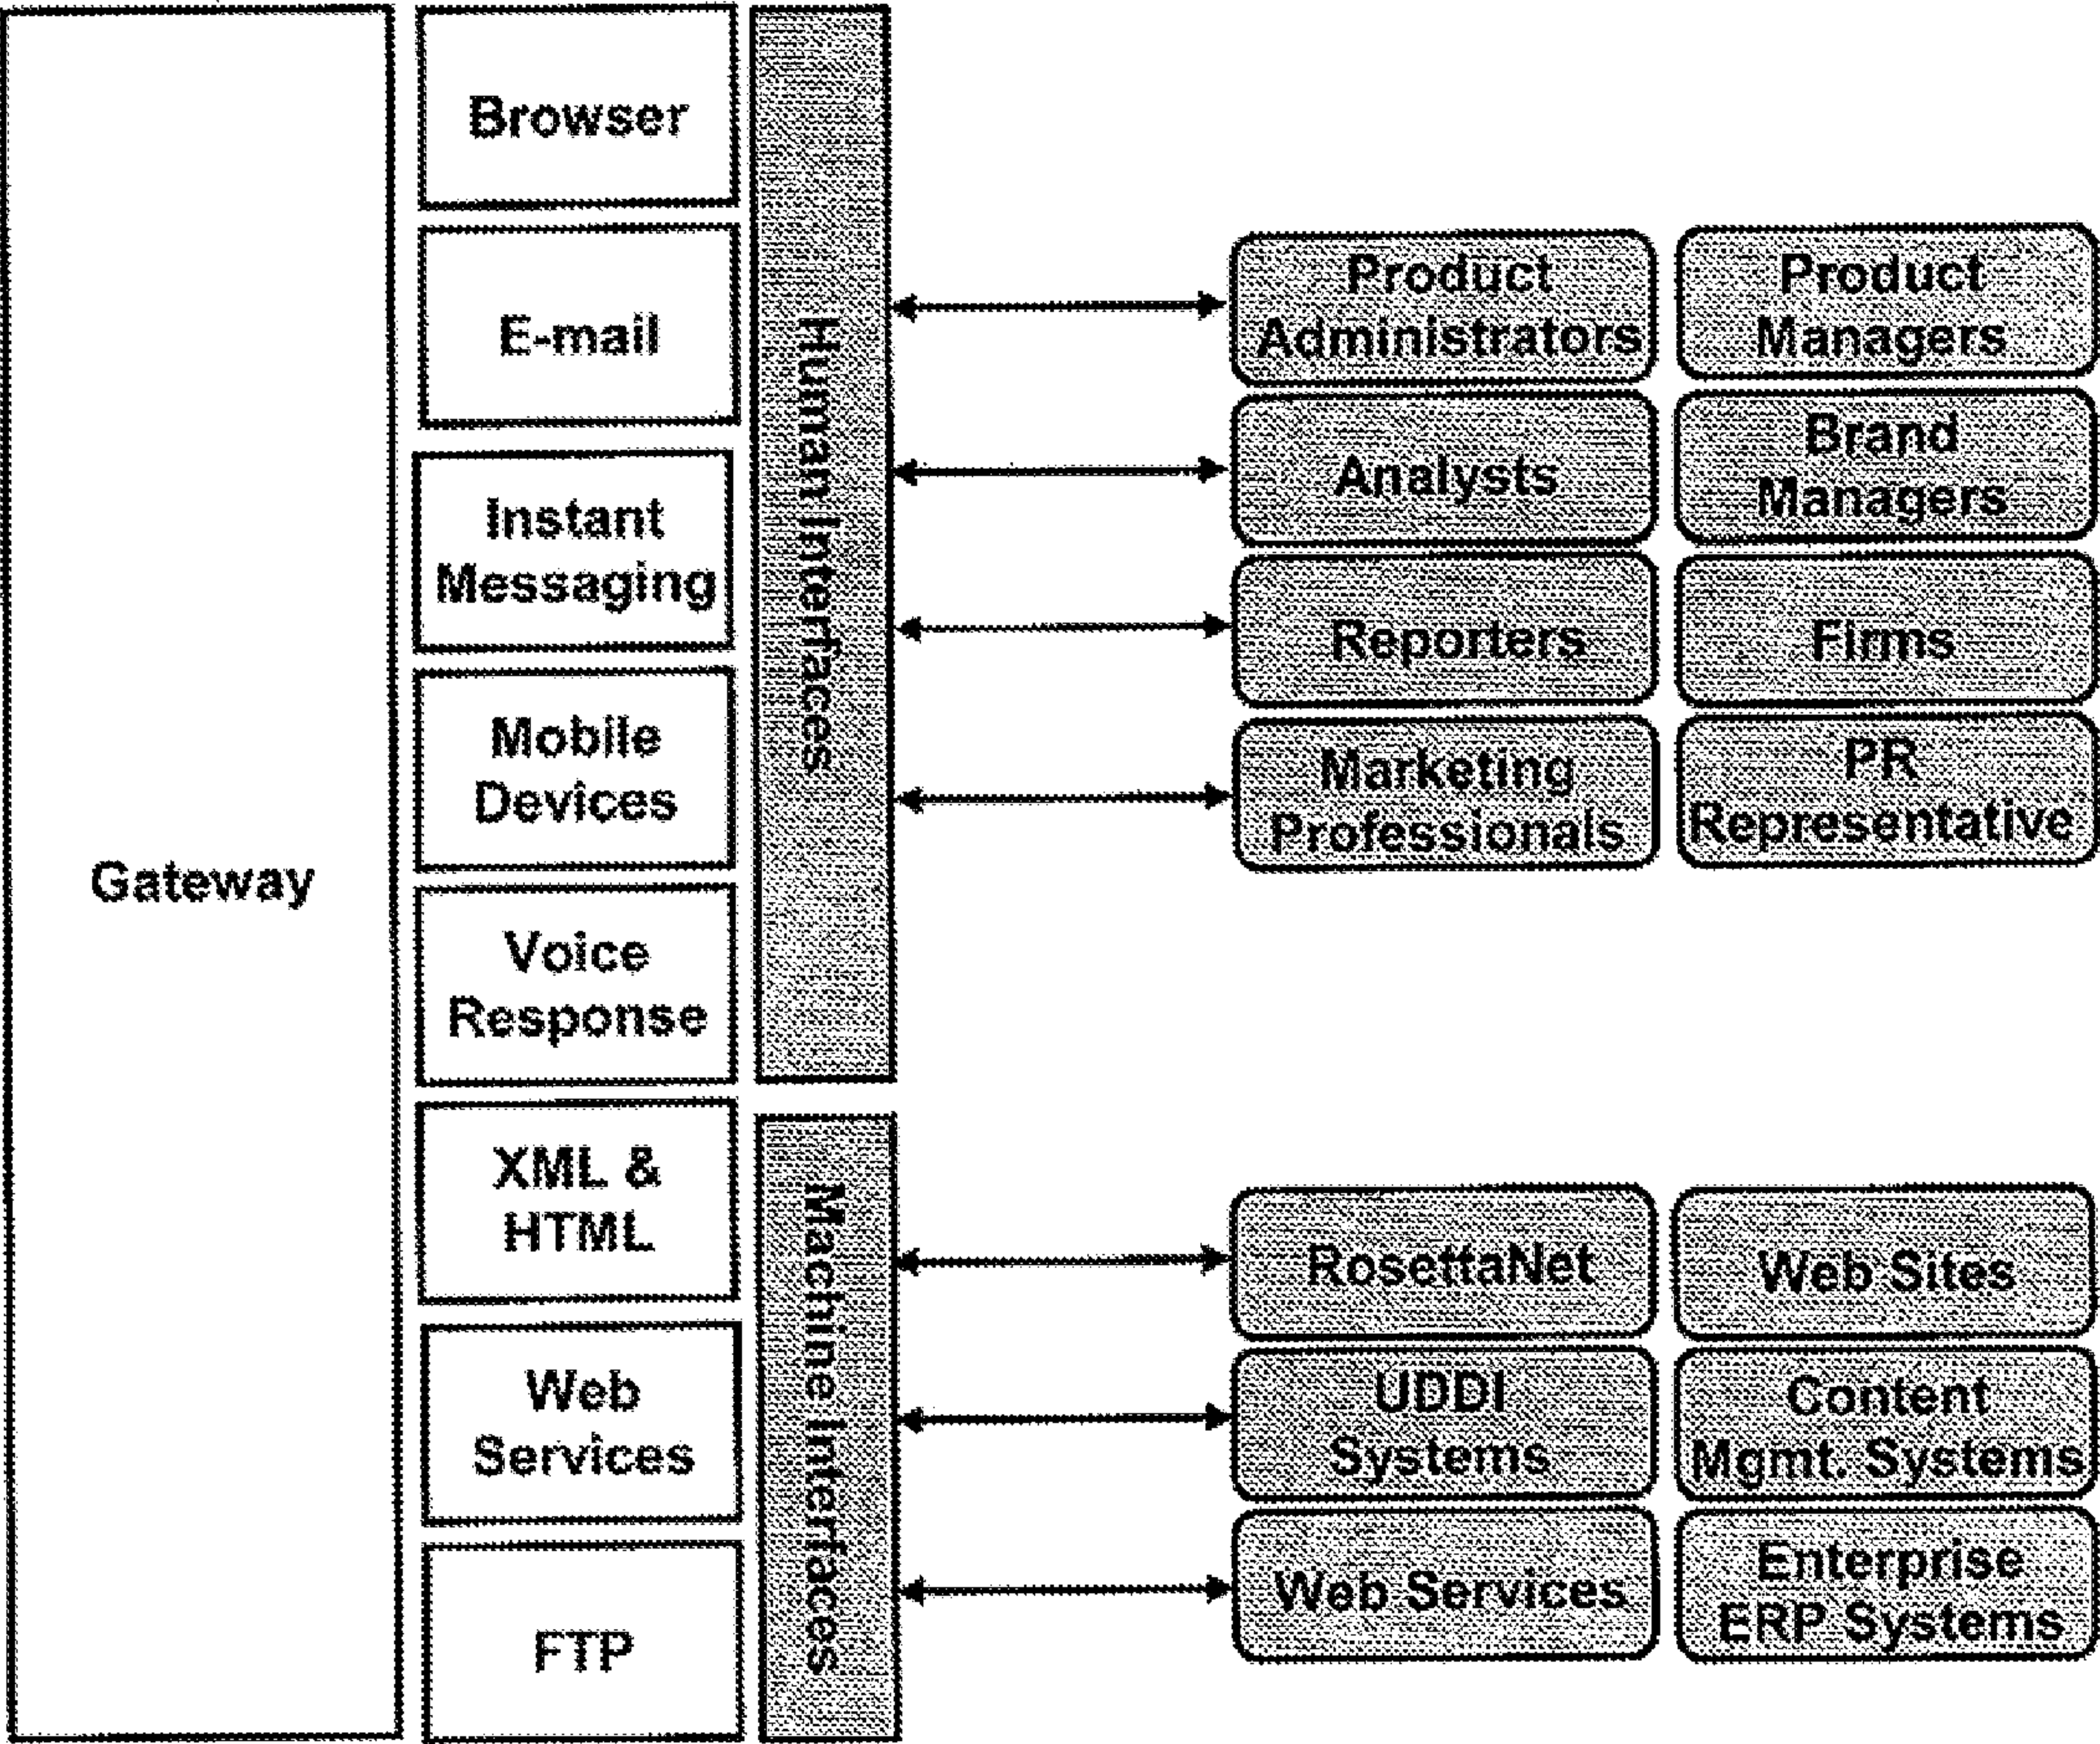 Gateway
Browser
E-mail
Instant
Messaging
Mobile
Devices
Voice
Response
XML &
HTML
Web
Services
FTP
Human Interfaces
Machine Interfaces
Product
Administrators
Product
Managers
Analysts
Brand
Managers
Reporters
Firms
Marketing
Professionals
PR
Representative
RosettaNet
Web Sites
UDDI
Systems
Content
Mgmt. Systems
Web Services
Enterprise
ERP Systems